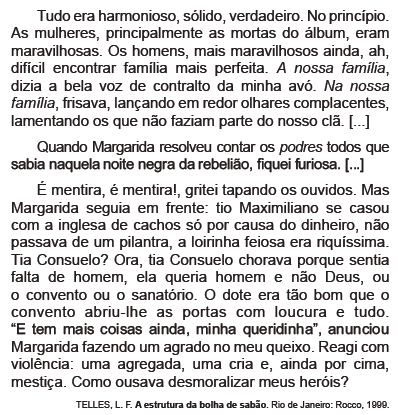 Tudo era harmonioso, sólido, verdadeiro. No princípio.
As mulheres, principalmente as mortas do álbum, eram
maravilhosas. Os homens, mais maravilhosos ainda, ah,
difícil encontrar família mais perfeita. A nossa família,
dizia a bela voz de contralto da minha avó. Na nossa
família, frisava, lançando em redor olhares complacentes,
lamentando os que não faziam parte do nosso clã. [...]
Quando Margarida resolveu contar os podres todos que
sabia naquela noite negra da rebelião, fiquei furiosa. [...]
É mentira, é mentira!, gritei tapando os ouvidos. Mas
Margarida seguia em frente: tio Maximiliano se casou
com a inglesa de cachos só por causa do dinheiro, não
passava de um pilantra, a loirinha feiosa era riquíssima.
Tia Consuelo? Ora, tia Consuelo chorava porque sentia
falta de homem, ela queria homem e não Deus, ou
o convento ou o sanatório. O dote era tão bom que o
convento abriu-lhe as portas com loucura e tudo.
“E tem mais coisas ainda, minha queridinha”, anunciou
Margarida fazendo um agrado no meu queixo. Reagi com
violência: uma agregada, uma cria e, ainda por cima,
mestiça. Como ousava desmoralizar meus heróis?
TELLES, L. F. A estrutura da bolha de sabão. Rio de Janeiro: Rocco, 1999.